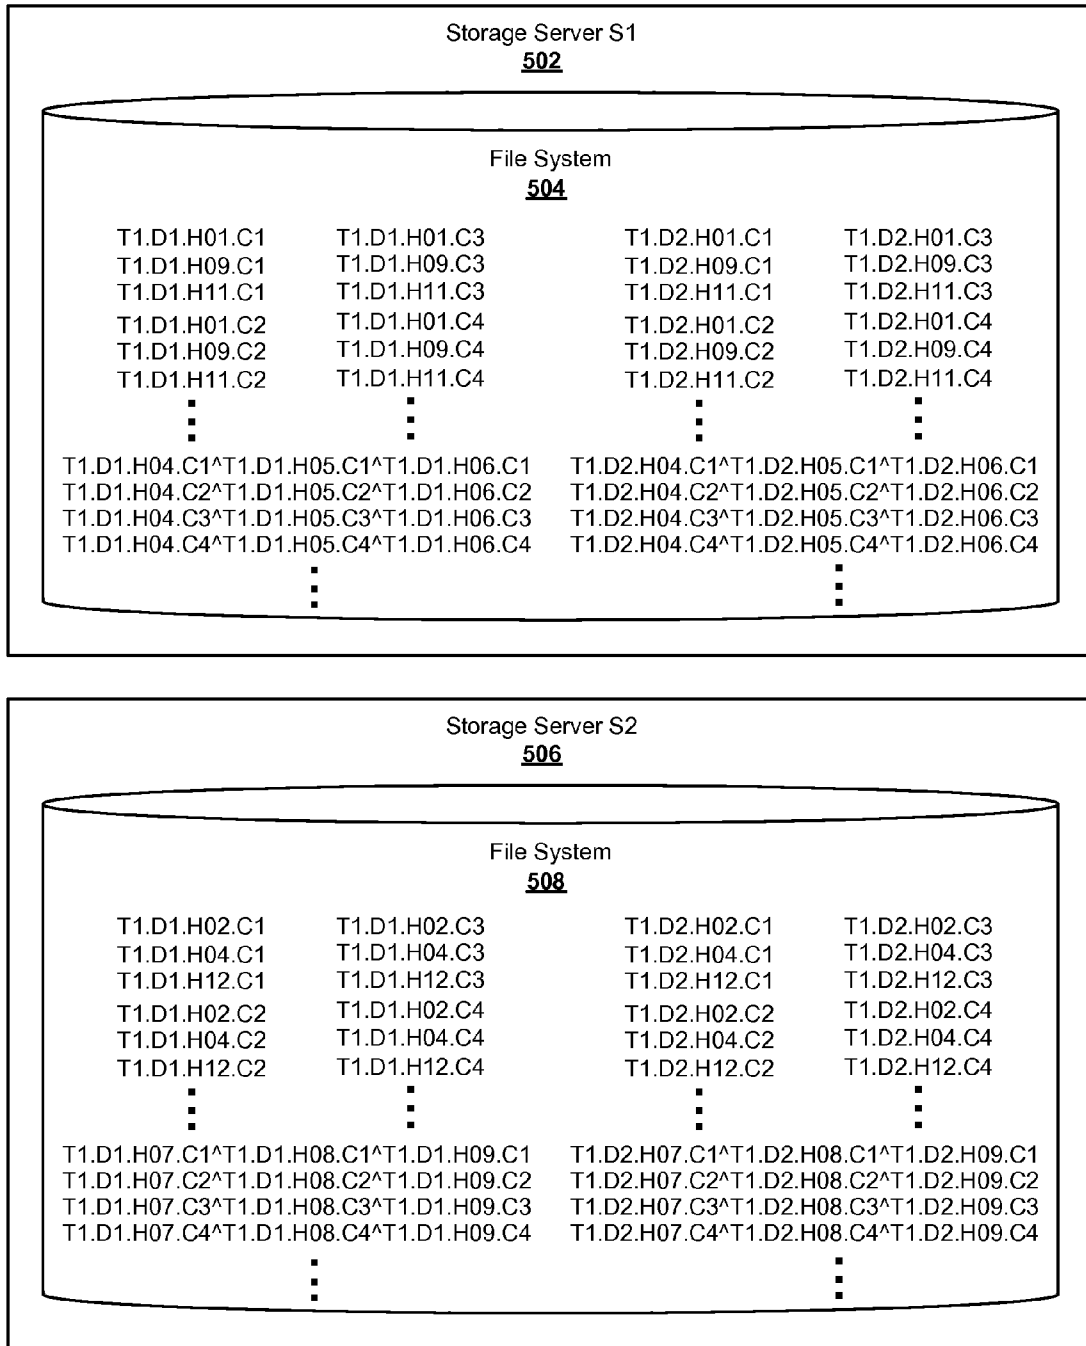 Storage Server S1
502
File System
504
T1.D1.H01.C1 T1.D1.H01.C3 T1.D2.H01.C1 T1.D2.H01.C3
T1.D1.H09.C1 T1.D1.H09.C3 T1.D2.H09.C1 T1.D2.H09.C3
T1.D1.H11.C1 T1.D1.H11.C3 T1.D2.H11.C1 T1.D2.H11.C3
T1.D1.H01.C2 T1.D1.H01.C4 T1.D2.H01.C2 T1.D2.H01.C4
T1.D1.H09.C2 T1.D1.H09.C4 T1.D2.H09.C2 T1.D2.H09.C4
T1.D1.H11.C2 T1.D1.H11.C4 T1.D2.H11.C2 T1.D2.H11.C4
T1.D1.H04.C1^T1.D1.H05.C1^T1.D1.H06.C1 T1.D2.H04.C1^T1.D2.H05.C1^T1.D2.H06.C1
T1.D1.H04.C2^T1.D1.H05.C2^T1.D1.H06.C2 T1.D2.H04.C2^T1.D2.H05.C2^T1.D2.H06.C2
T1.D1.H04.C3^T1.D1.H05.C3^T1.D1.H06.C3 T1.D2.H04.C3^T1.D2.H05.C3^T1.D2.H06.C3
T1.D1.H04.C4^T1.D1.H05.C4^T1.D1.H06.C4 T1.D2.H04.C4^T1.D2.H05.C4^T1.D2.H06.C4
Storage Server S2
506
File System
508
T1.D1.H02.C1 T1.D1.H02.C3 T1.D2.H02.C1 T1.D2.H02.C3
T1.D1.H04.C1 T1.D1.H04.C3 T1.D2.H04.C1 T1.D2.H04.C3
T1.D1.H12.C1 T1.D1.H12.C3 T1.D2.H12.C1 T1.D2.H12.C3
T1.D1.H02.C2 T1.D1.H02.C4 T1.D2.H02.C2 T1.D2.H02.C4
T1.D1.H04.C2 T1.D1.H04.C4 T1.D2.H04.C2 T1.D2.H04.C4
T1.D1.H12.C2 T1.D1.H12.C4 T1.D2.H12.C2 T1.D2.H12.C4
T1.D1.H07.C1^T1.D1.H08.C1^T1.D1.H09.C1 T1.D2.H07.C1^T1.D2.H08.C1^T1.D2.H09.C1
T1.D1.H07.C2^T1.D1.H08.C2^T1.D1.H09.C2 T1.D2.H07.C2^T1.D2.H08.C2^T1.D2.H09.C2
T1.D1.H07.C3^T1.D1.H08.C3^T1.D1.H09.C3 T1.D2.H07.C3^T1.D2.H08.C3^T1.D2.H09.C3
T1.D1.H07.C4^T1.D1.H08.C4^T1.D1.H09.C4 T1.D2.H07.C4^T1.D2.H08.C4^T1.D2.H09.C4